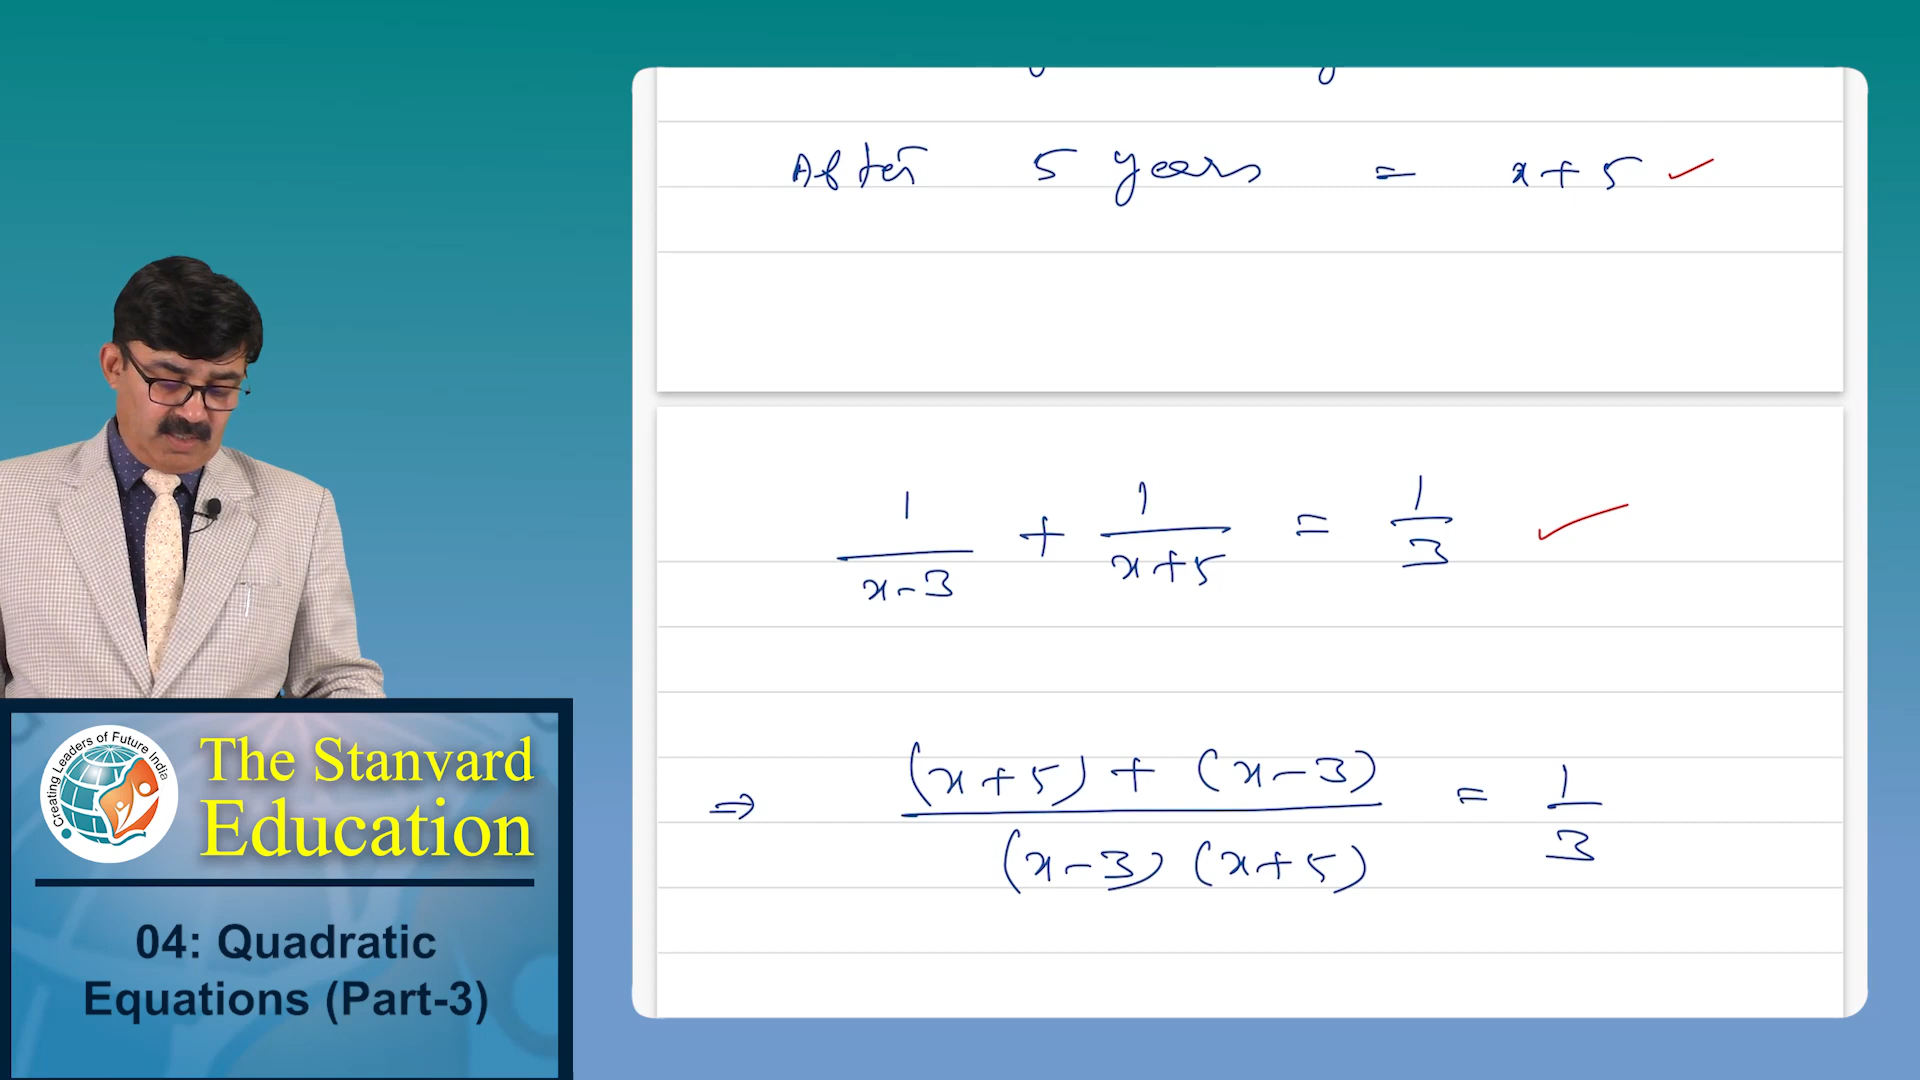 After 5 years = x+5 ✓
1/(x-3) + 1/(x+5) = 1/3 ✓
⇒ ((x+5)+(x-3))/((x-3)(x+5)) = 1/3
Creating Leaders of Future India
The Stanvard
Education
04: Quadratic
Equations (Part-3)